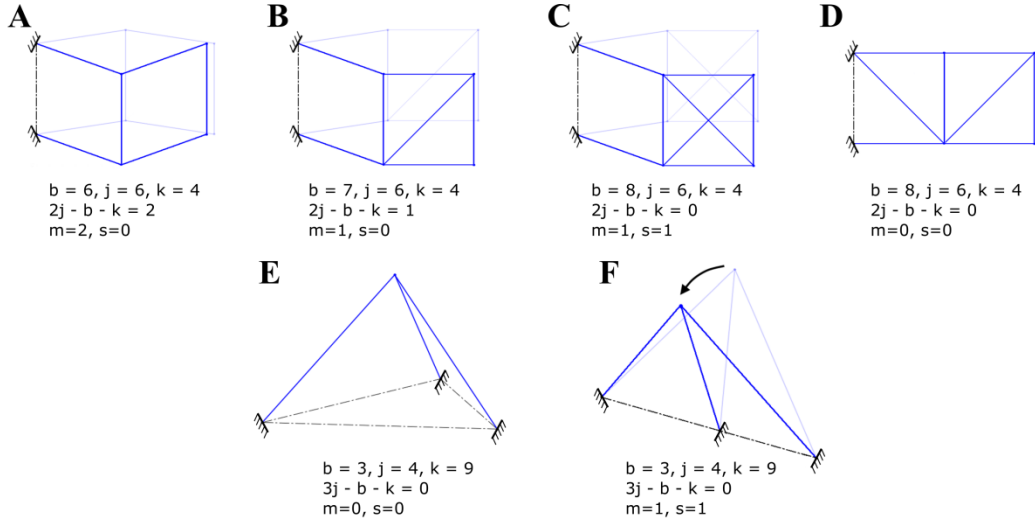 A
B
C
D
b = 6, j = 6, k = 4
2j - b - k = 2
m=2, s=0
b = 7, j = 6, k = 4
2j - b - k = 1
m=1, s=0
b = 8, j = 6, k = 4
2j - b - k = 0
m=1, s=1
b = 8, j = 6, k = 4
2j - b - k = 0
m=0, s=0
E
F
b = 3, j = 4, k = 9
3j - b - k = 0
m=0, s=0
b = 3, j = 4, k = 9
3j - b - k = 0
m=1, s=1